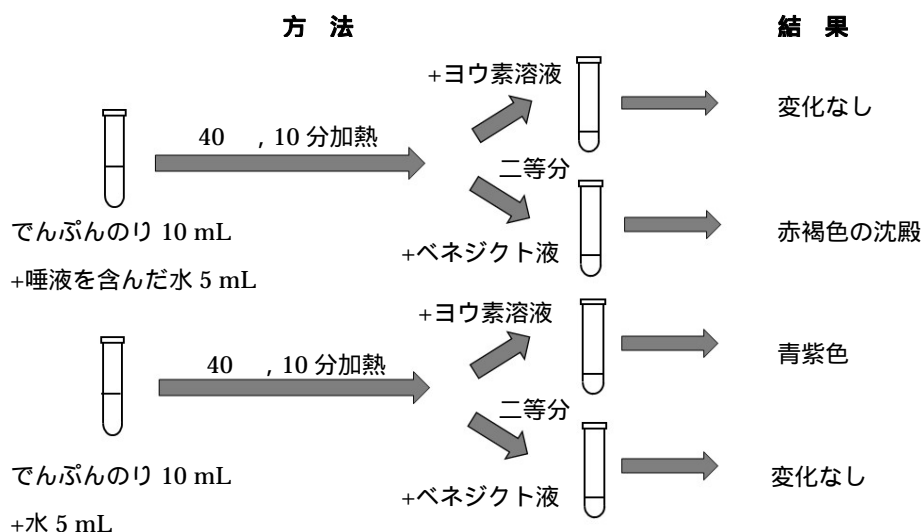 方 法
結 果
+ヨウ素溶液
変化なし
40 , 10 分加熱
二等分
でんぷんのり 10 mL
+唾液を含んだ水 5 mL
+ベネジクト液
赤褐色の沈殿
+ヨウ素溶液
青紫色
40 , 10 分加熱
二等分
でんぷんのり 10 mL
+水 5 mL
+ベネジクト液
変化なし